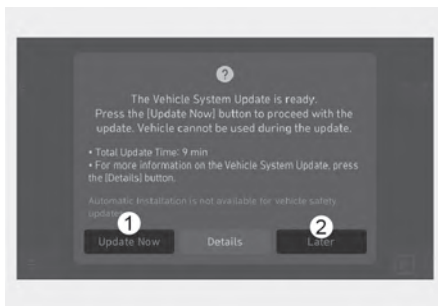 ?
The Vehicle System Update is ready.
Press the [Update Now] button to proceed with the
update. Vehicle cannot be used during the update.
• Total Update Time: 9 min
• For more information on the Vehicle System Update, press
the [Details] button.
Automatic Installation is not available for vehicle safety
update
1 2
Update Now Details Later